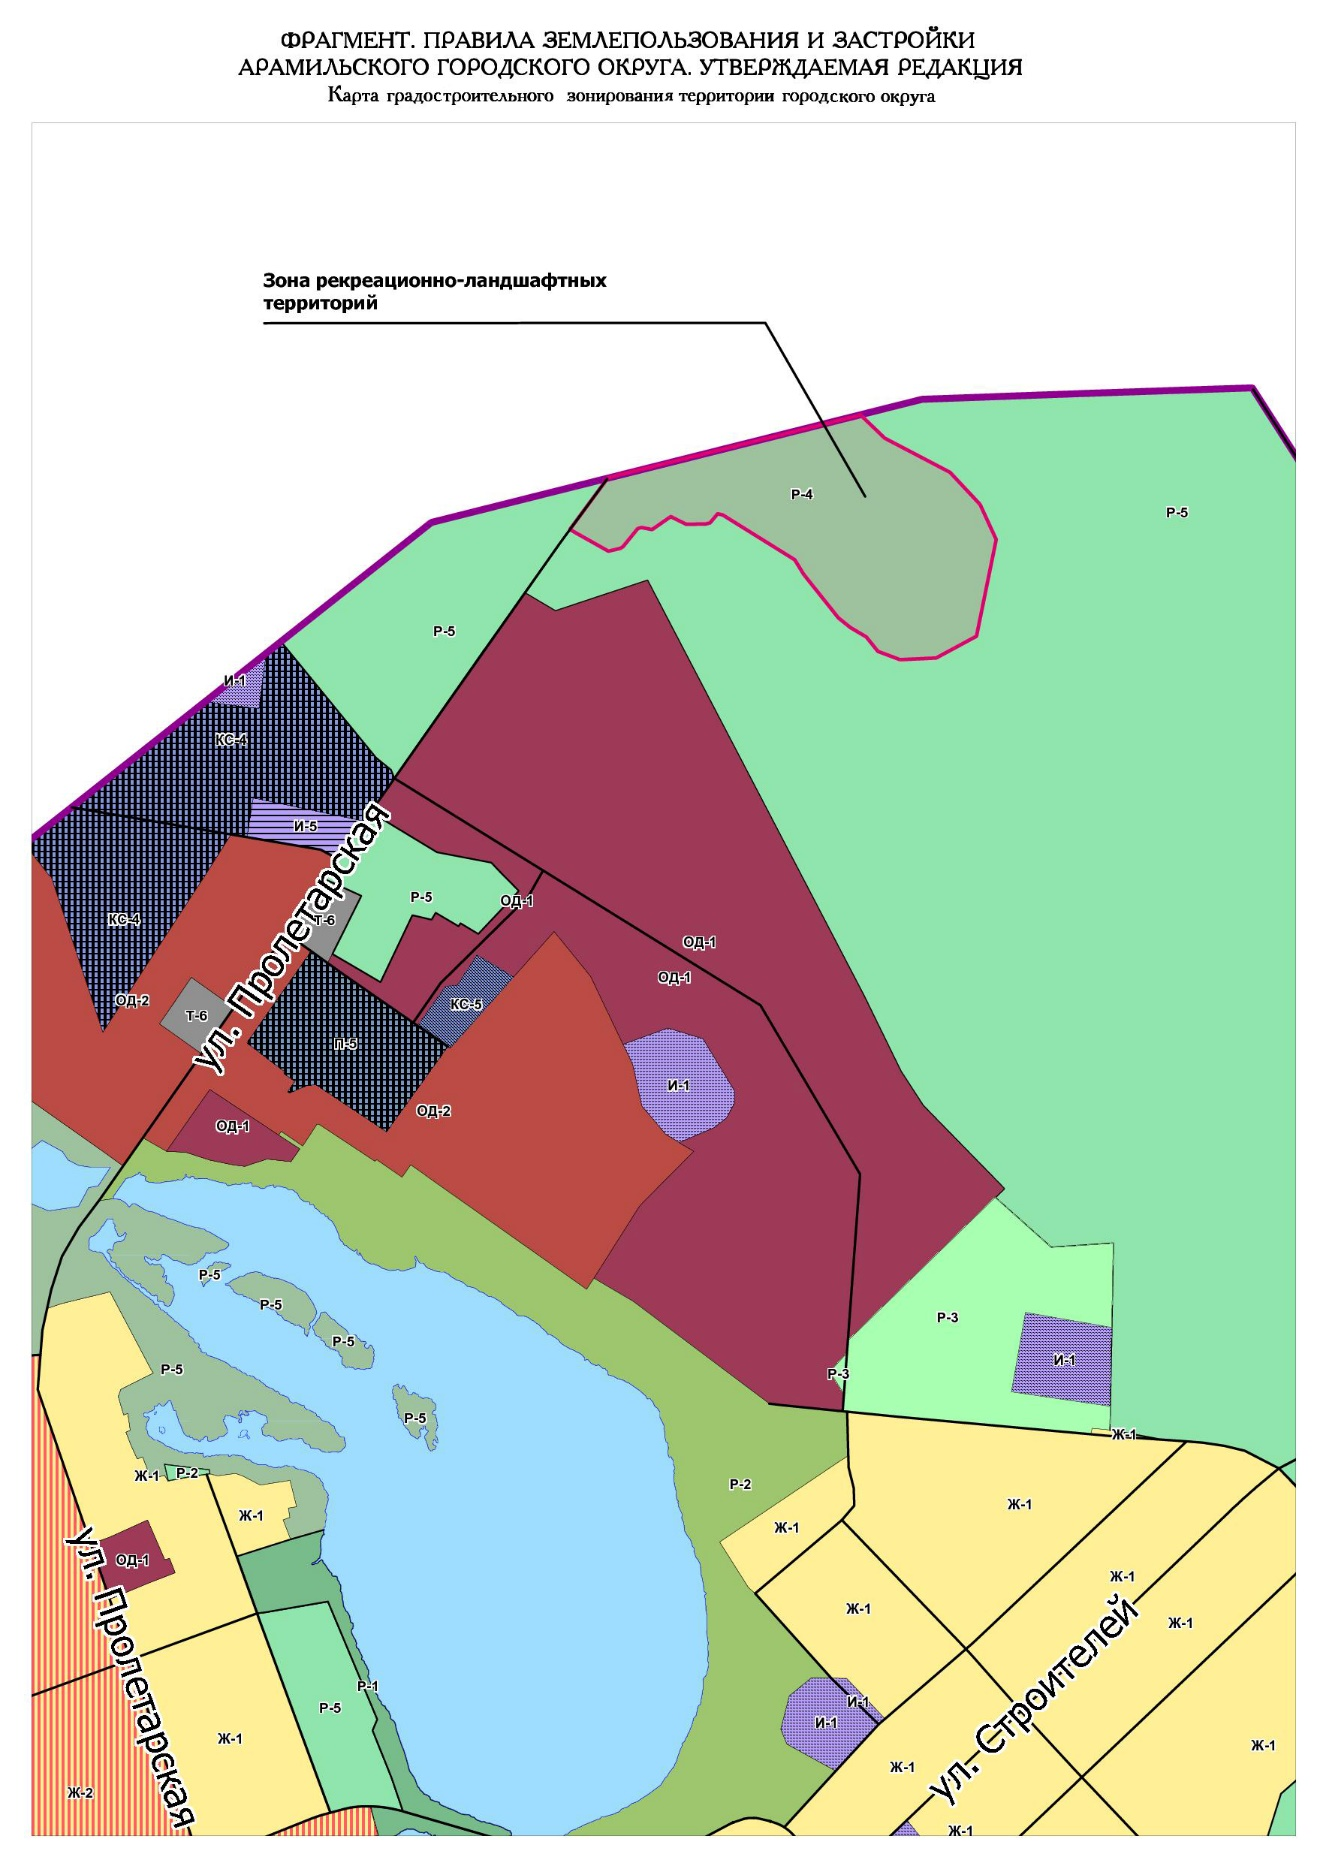 ФРАГМЕНТ. ПРАВИЛА ЗЕМЛЕПОЛЬЗОВАНИЯ И ЗАСТРОЙКИ
АРАМИЛЬСКОГО ГОРОДСКОГО ОКРУГА. УТВЕРЖДАЕМАЯ РЕДАКЦИЯ
Карта градостроительного зонирования территории городского округа
Зона рекреационно-ландшафтных
территорий
Р-4
Р-5
Р-5
И-1
КС-4
И-5
ул. Пролетарская
Р-5
ОД-1
КС-4
Т-6
ОД-1
ОД-1
ОД-2
КС-5
Т-6
П-5
И-1
ОД-2
ОД-1
Р-5
Р-5
Р-3
Р-5
И-1
Р-5
Р-3
Р-5
Ж-1
Ж-1
Р-2
Р-2
Ж-1
Ж-1
Ж-1
ОД-1
Ж-1
Ж-1
Ж-1
ул. Пролетарская
ул. Строителей
Р-1
И-1
Р-5
И-1
Ж-1
Ж-1
Ж-1
Ж-2
Ж-1